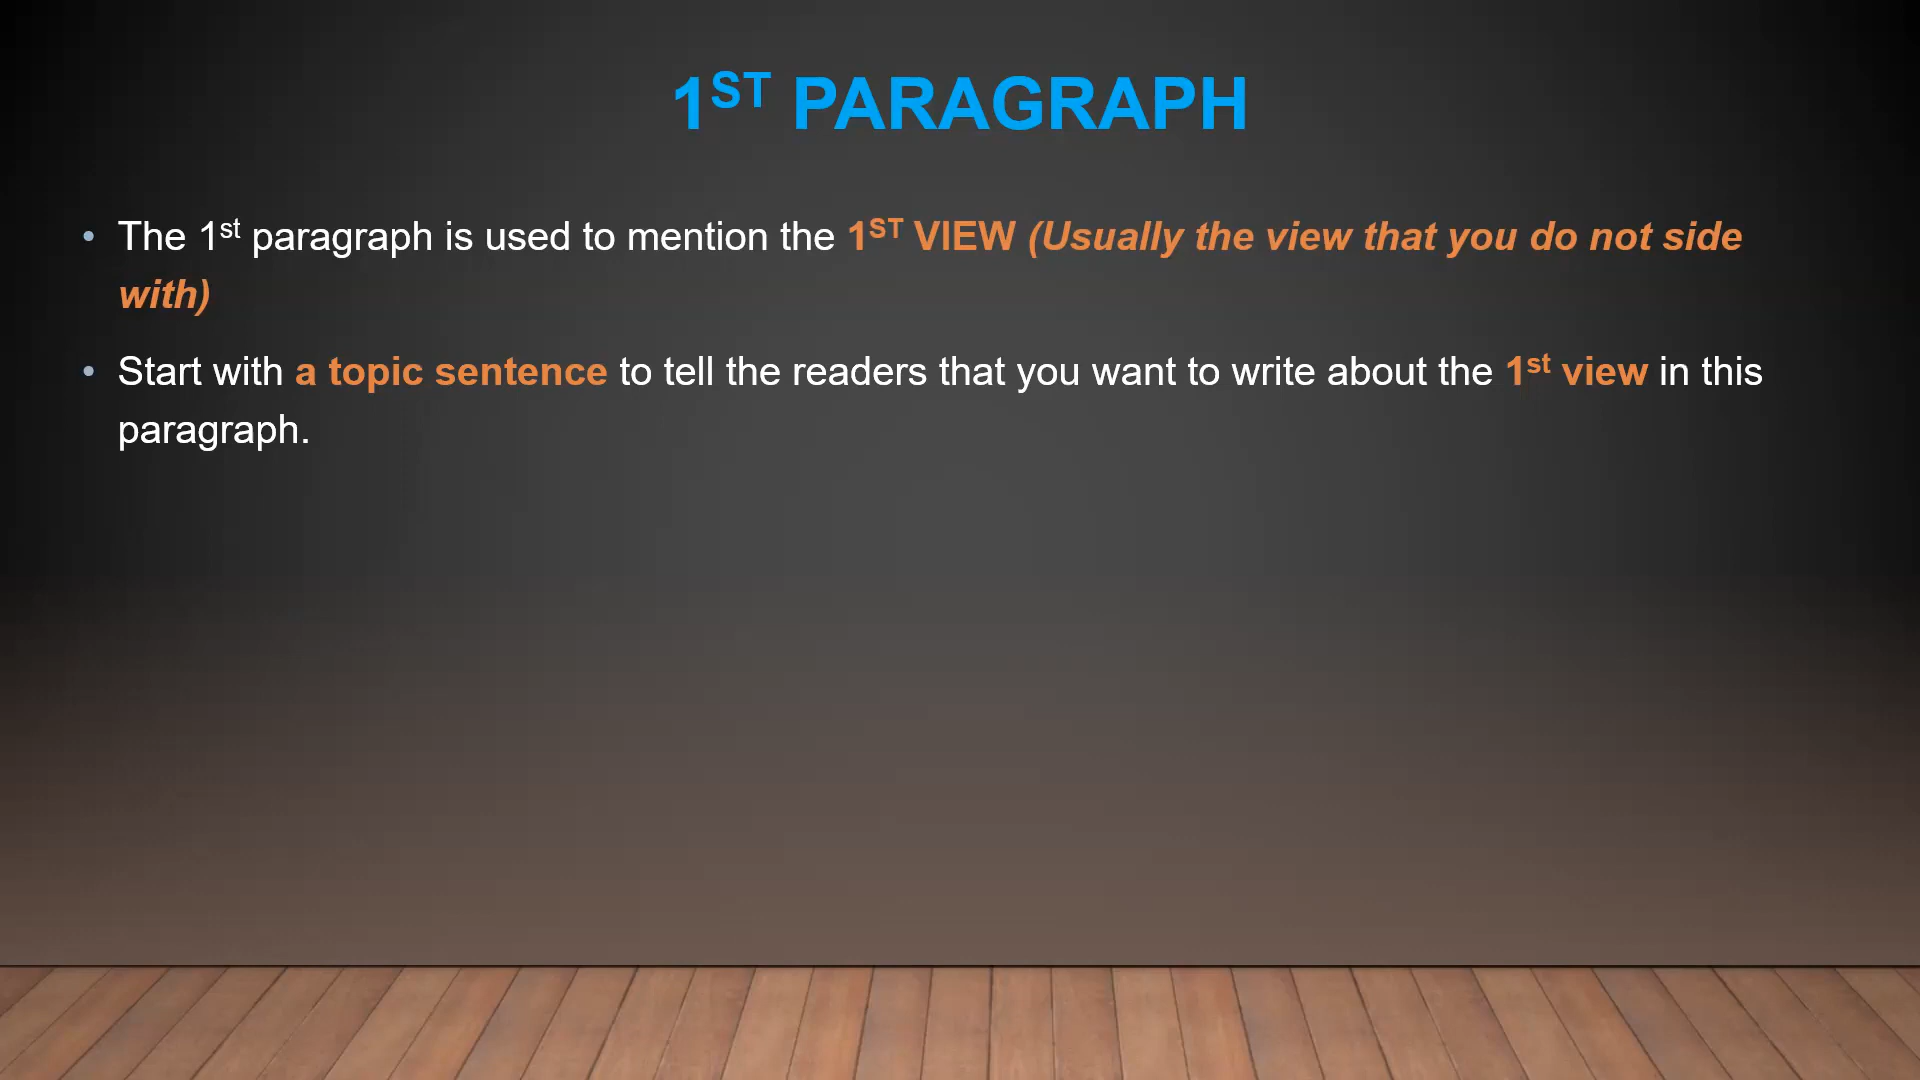 1ST PARAGRAPH
• The 1st paragraph is used to mention the 1ST VIEW (Usually the view that you do not side
with)
• Start with a topic sentence to tell the readers that you want to write about the 1st view in this
paragraph.